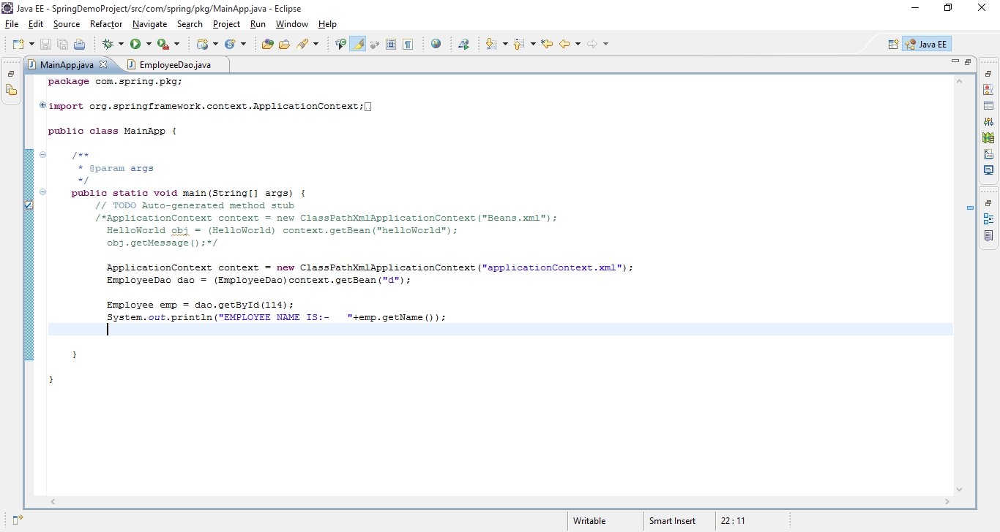 Java EE - SpringDemoProject/src/com/spring/pkg/MainApp.java - Eclipse
File Edit Source Refactor Navigate Search Project Run Window Help
Java EE
MainApp.java EmployeeDao.java
package com.spring.pkg;
import org.springframework.context.ApplicationContext;
public class MainApp {
/**
* @param args
*/
public static void main(String[] args) {
// TODO Auto-generated method stub
/*ApplicationContext context = new ClassPathXmlApplicationContext("Beans.xml");
HelloWorld obj = (HelloWorld) context.getBean("helloWorld");
obj.getMessage();*/
ApplicationContext context = new ClassPathXmlApplicationContext("applicationContext.xml");
EmployeeDao dao = (EmployeeDao)context.getBean("d");
Employee emp = dao.getById(114);
System.out.println("EMPLOYEE NAME IS:-   "+emp.getName());
}
}
Writable Smart Insert 22 : 11